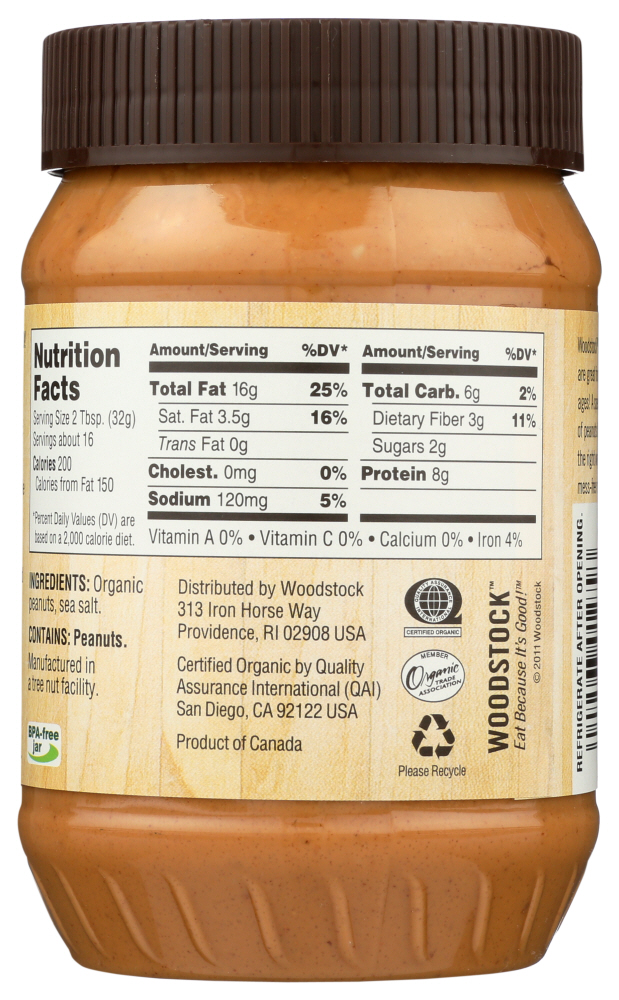 Nutrition
Facts
Serving Size 2 Tbsp. (32g)
Servings about 16
Calories 200
Calories from Fat 150
*Percent Daily Values (DV) are
based on a 2,000 calorie diet.
Amount/Serving %DV*
Total Fat 16g 25%
Sat. Fat 3.5g 16%
Trans Fat 0g
Cholest. 0mg 0%
Sodium 120mg 5%
Amount/Serving %DV*
Total Carb. 6g 2%
Dietary Fiber 3g 11%
Sugars 2g
Protein 8g
Vitamin A 0% • Vitamin C 0% • Calcium 0% • Iron 4%
INGREDIENTS: Organic
peanuts, sea salt.
CONTAINS: Peanuts.
Manufactured in
a tree nut facility.
BPA-free
jar
Distributed by Woodstock
313 Iron Horse Way
Providence, RI 02908 USA
Certified Organic by Quality
Assurance International (QAI)
San Diego, CA 92122 USA
Product of Canada
QUALITY ASSURANCE
INTERNATIONAL
CERTIFIED ORGANIC
MEMBER
Organic
TRADE
ASSOCIATION
Please Recycle
WOODSTOCK™
Eat Because It's Good!™
© 2011 Woodstock
REFRIGERATE AFTER OPENING.
are
of
the